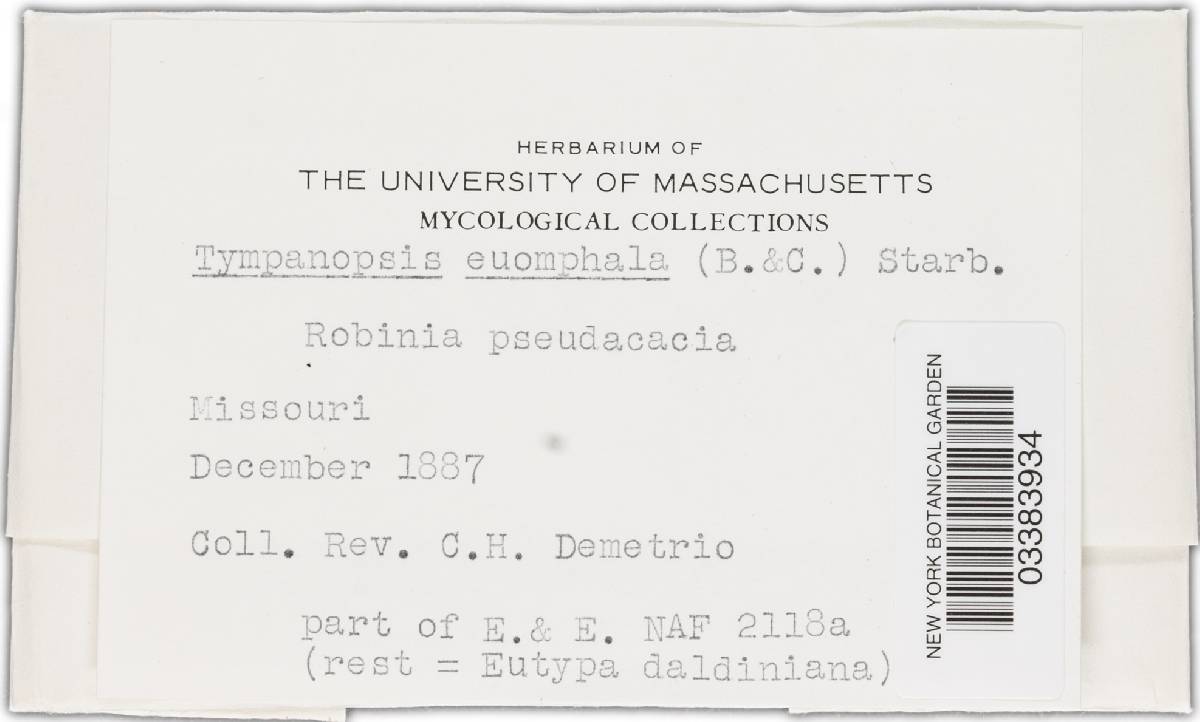 HERBARIUM OF
THE UNIVERSITY OF MASSACHUSETTS
MYCOLOGICAL COLLECTIONS
Tympanopsis euomphala (B.&C.) Starb.
Robinia pseudacacia
Missouri
December 1887
Coll. Rev. C.H. Demetrio
part of E.& E. NAF 2118a
(rest = Eutypa daldiniana)
NEW YORK BOTANICAL GARDEN
03383934